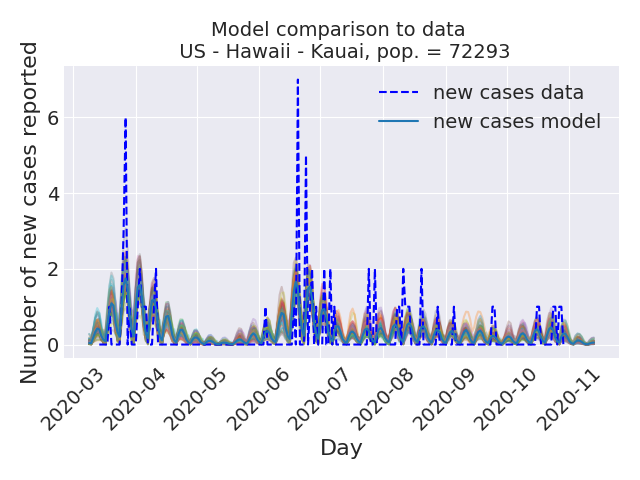 Model comparison to data
US - Hawaii - Kauai, pop. = 72293
Number of new cases reported
6
4
2
0
new cases data
new cases model
2020-03
2020-04
2020-05
2020-06
2020-07
2020-08
2020-09
2020-10
2020-11
Day